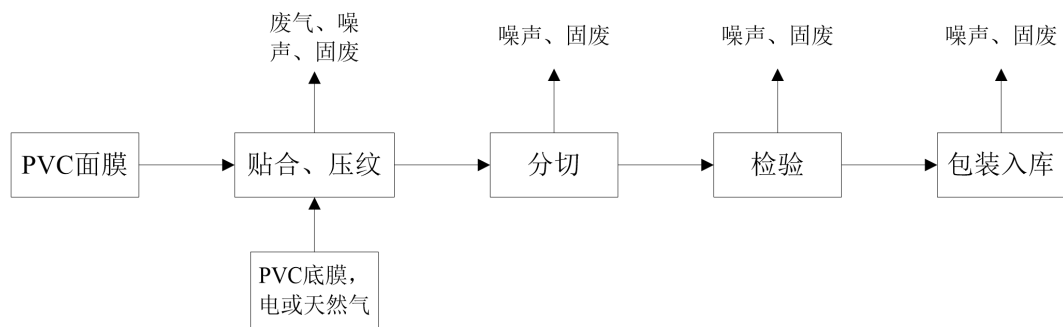 废气、噪
声、固废
噪声、固废
噪声、固废
噪声、固废
PVC面膜
贴合、压纹
分切
检验
包装入库
PVC底膜，
电或天然气